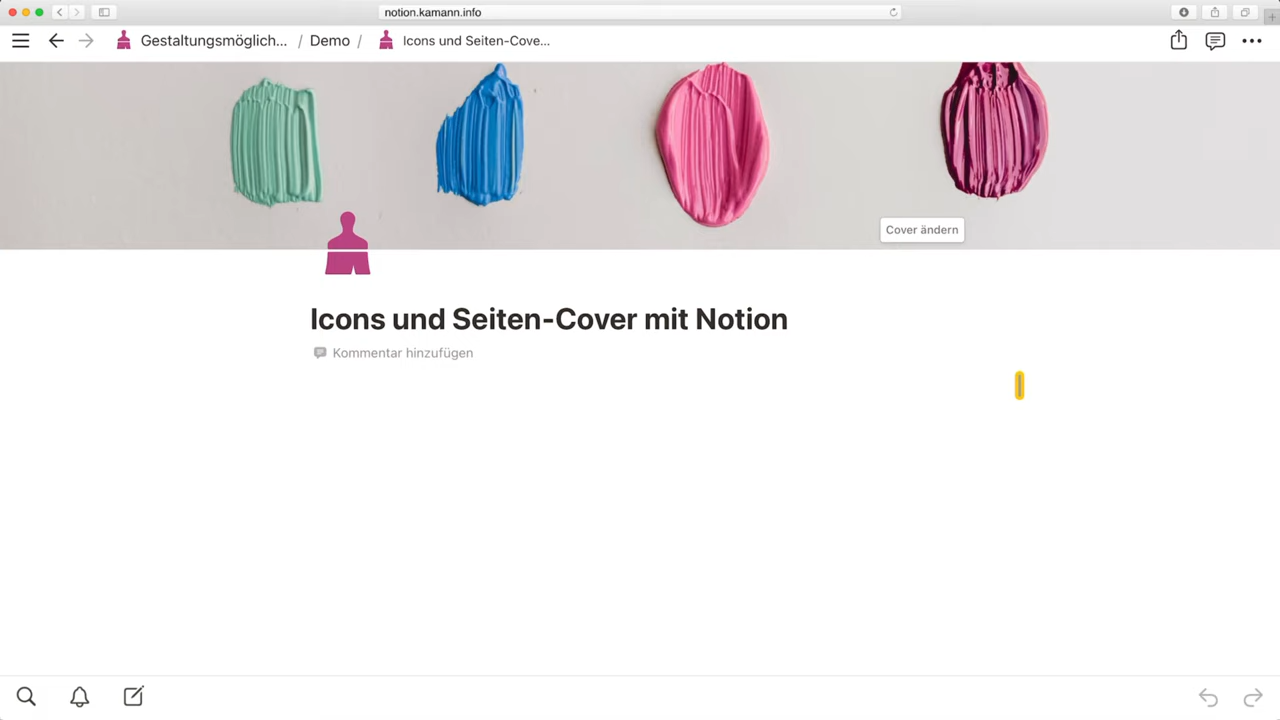 notion.kamann.info
Gestaltungsmöglich... / Demo / Icons und Seiten-Cove...
Cover ändern
Icons und Seiten-Cover mit Notion
Kommentar hinzufügen